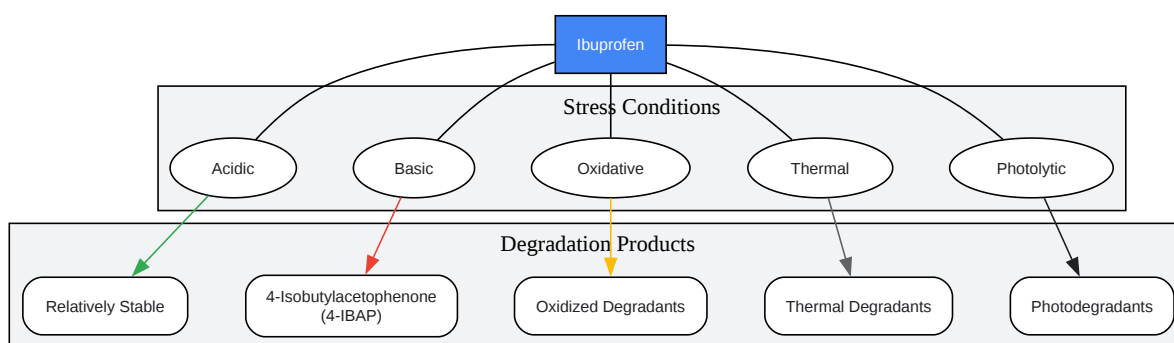 Ibuprofen
Stress Conditions
Acidic
Basic
Oxidative
Thermal
Photolytic
Degradation Products
Relatively Stable
4-Isobutylacetophenone
(4-IBAP)
Oxidized Degradants
Thermal Degradants
Photodegradants